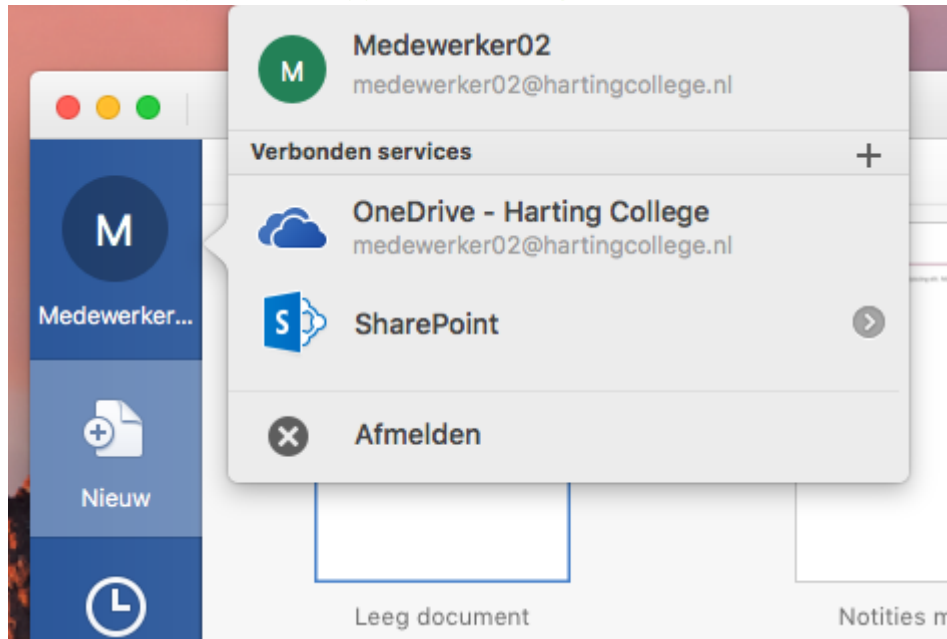 M
Medewerker02
medewerker02@hartingcollege.nl
Verbonden services
OneDrive - Harting College
medewerker02@hartingcollege.nl
S
SharePoint
Afmelden
M
Medewerker...
Nieuw
Leeg document
Notities m